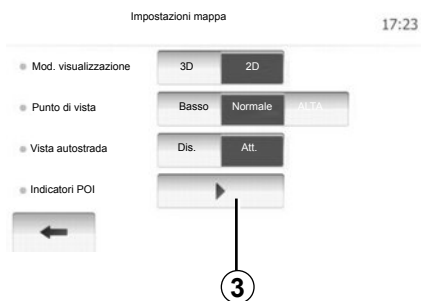 Impostazioni mappa 17:23
Mod. visualizzazione 3D 2D
Punto di vista Basso Normale ALTA
Vista autostrada Dis. Att.
Indicatori POI
3